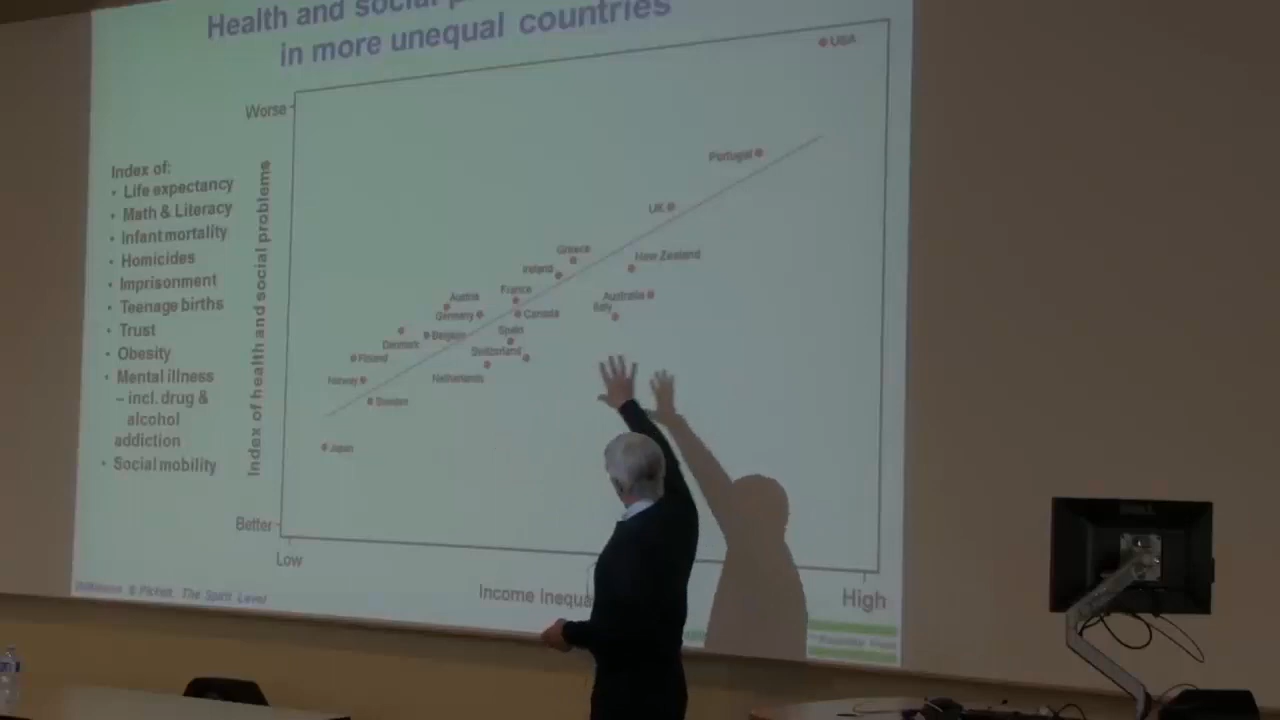 Health and social
in more unequal countries
USA
Worse
Portugal
Index of:
• Life expectancy
• Math & Literacy
• Infant mortality
• Homicides
• Imprisonment
• Teenage births
• Trust
• Obesity
• Mental illness
– incl. drug &
alcohol
addiction
• Social mobility
Index of health and social problems
UK
Greece
New Zealand
Ireland
France
Australia
Austria
Italy
Germany
Canada
Spain
Belgium
Denmark
Switzerland
Finland
Netherlands
Norway
Sweden
Japan
Better
Low
Income Inequa
High
Wilkinson & Pickett, The Spirit Level
DELL